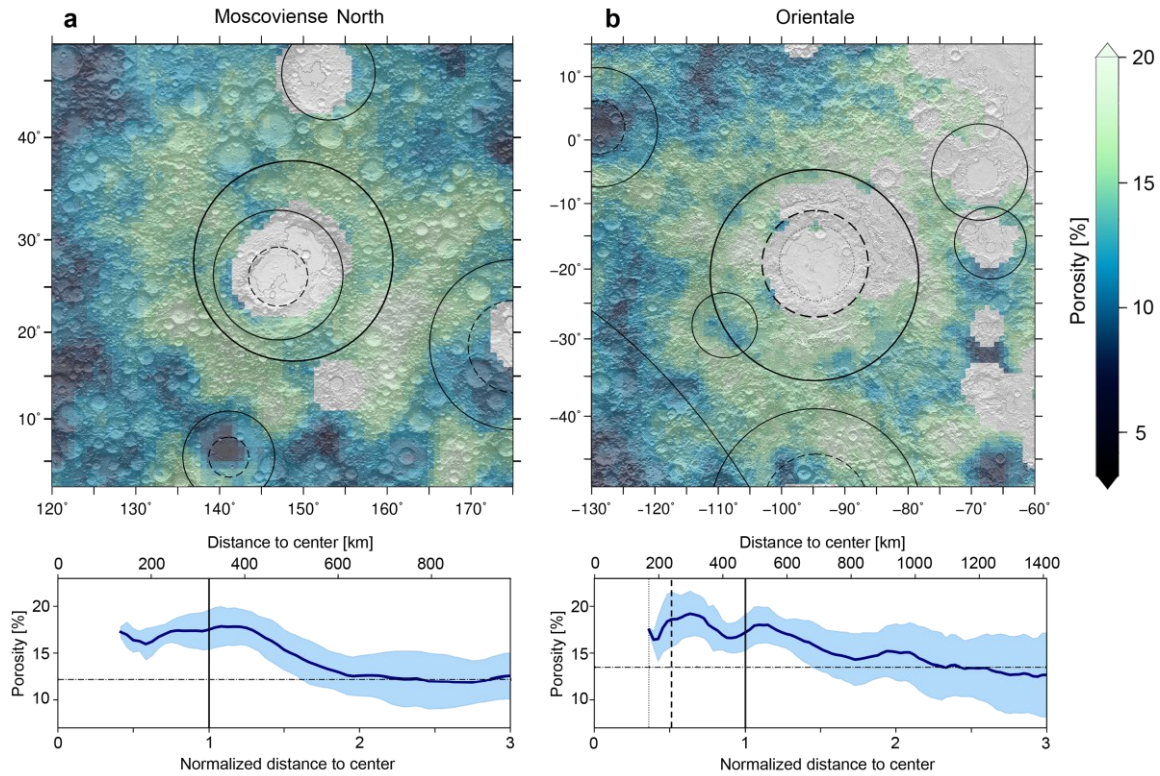 a Moscoviense North
b Orientale
40˚
30˚
20˚
10˚
120˚ 130˚ 140˚ 150˚ 160˚ 170˚
10˚
0˚
−10˚
−20˚
−30˚
−40˚
−130˚ −120˚ −110˚ −100˚ −90˚ −80˚ −70˚ −60˚
20
15
10
5
Porosity [%]
Distance to center [km]
0 200 400 600 800
Porosity [%]
20
15
10
0 1 2 3
Normalized distance to center
Distance to center [km]
0 200 400 600 800 1000 1200 1400
Porosity [%]
20
15
10
0 1 2 3
Normalized distance to center